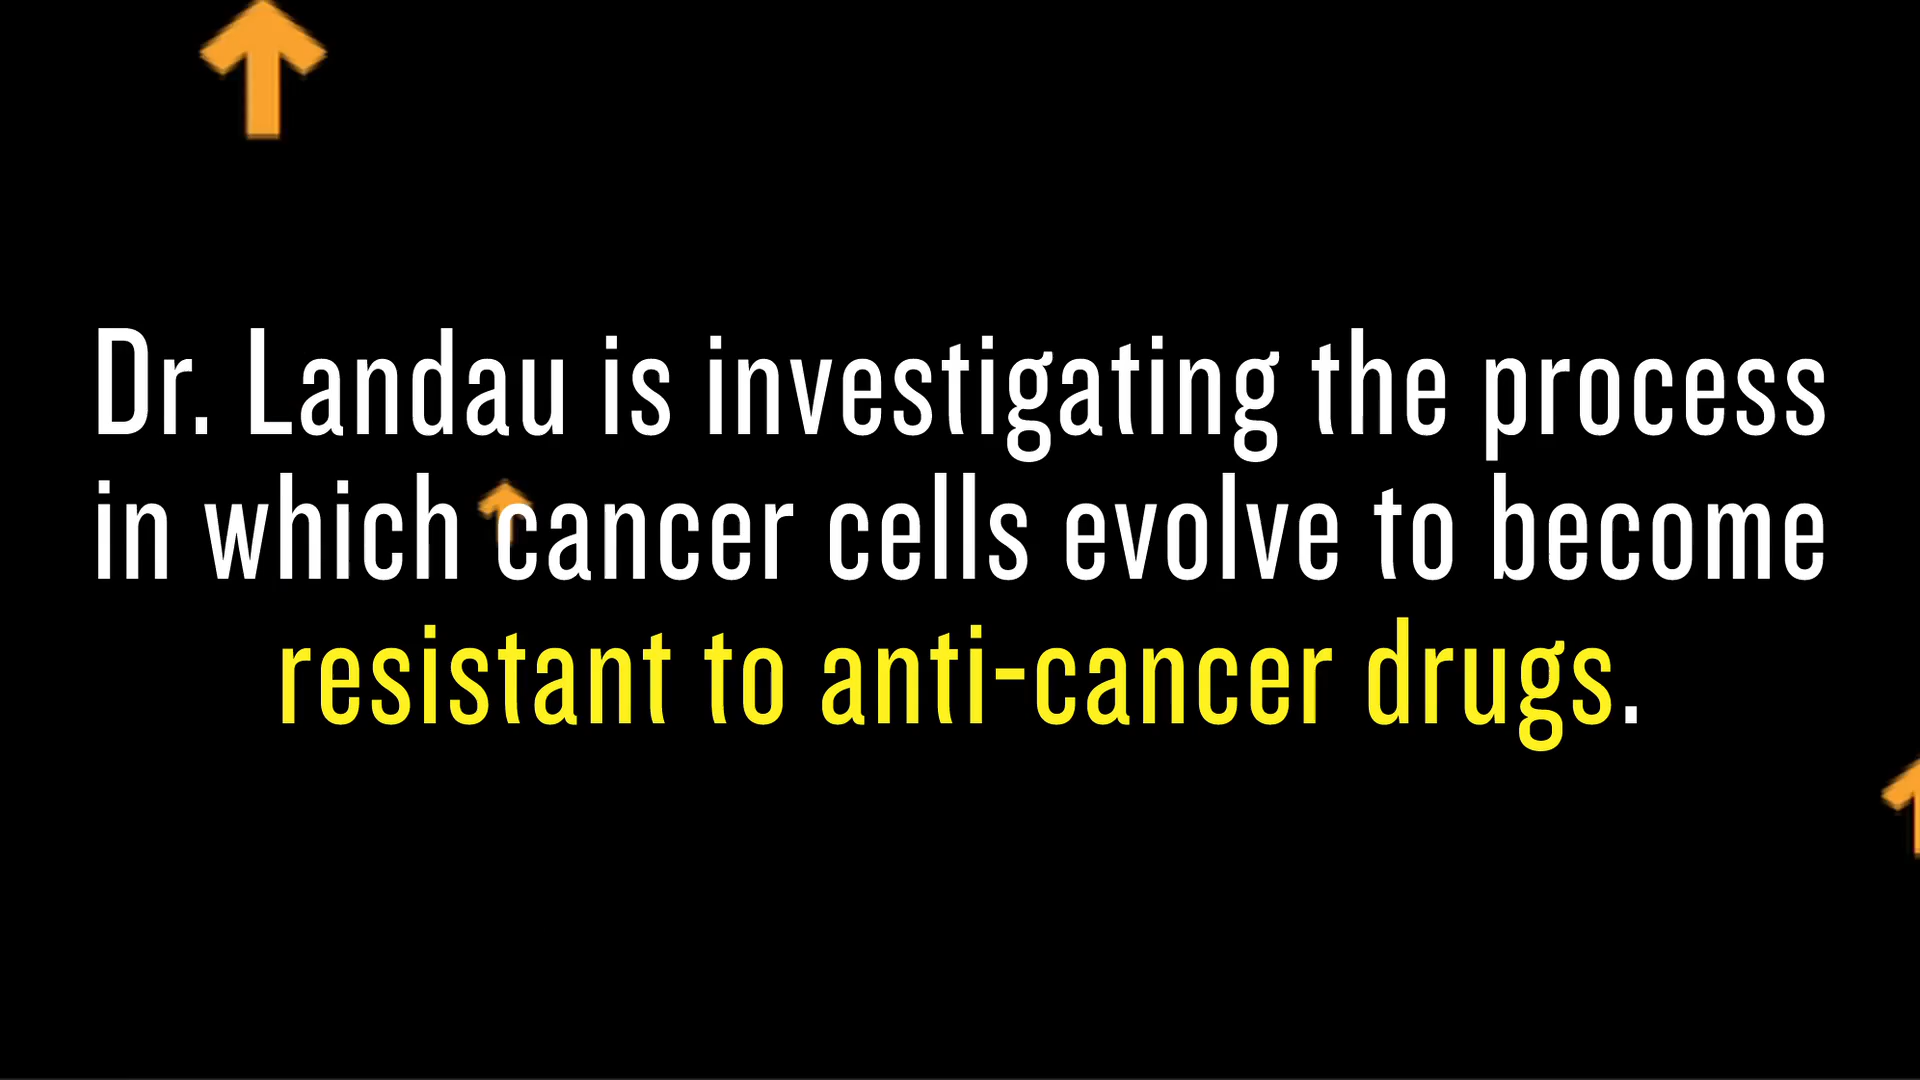 Dr. Landau is investigating the process
in which cancer cells evolve to become
resistant to anti-cancer drugs.